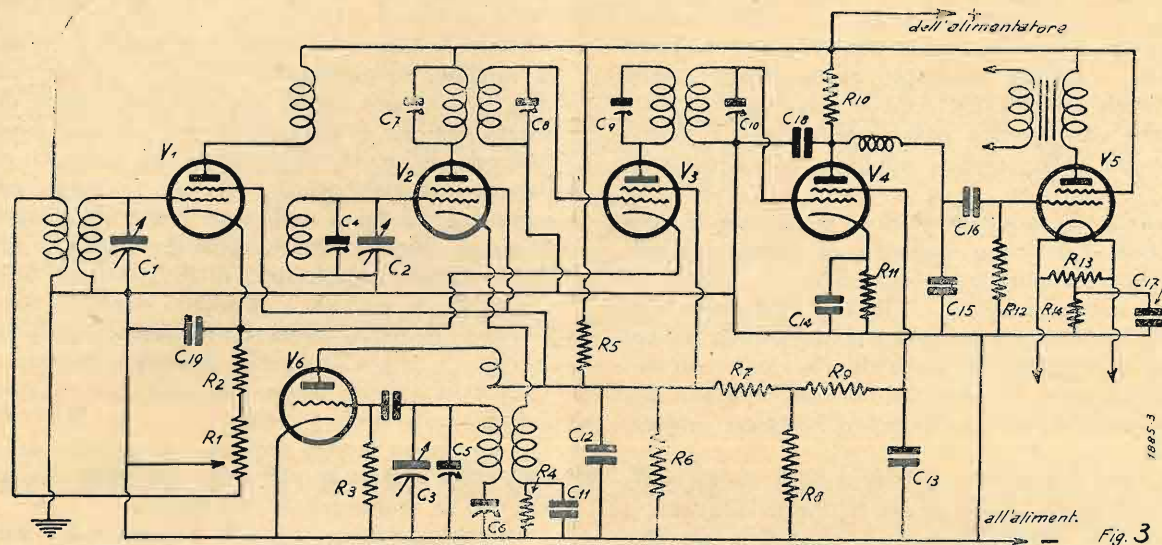 +
dell'alimentatore
R10
C7
C8
C9
C10
C18
V1
V2
V3
V4
V5
C4
C1
C2
C16
R11
R13
C17
C14
C15
R12
R14
C19
R5
V6
R2
R7
R9
R1
C5
C12
R6
R3
C3
R4
C11
R8
C13
C6
all'aliment.
-
Fig. 3
1885-3